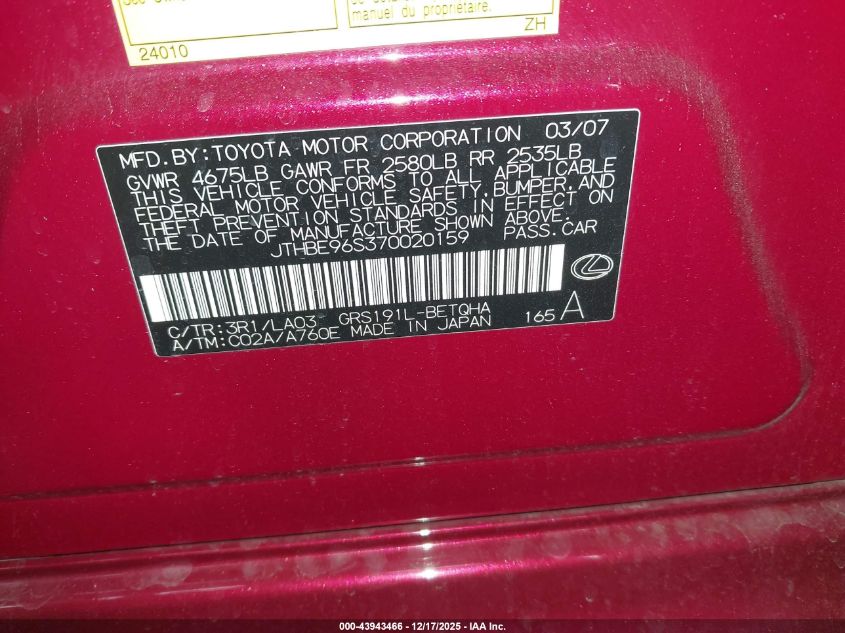 manuel du propriétaire.
24010
ZH
MFD.BY:TOYOTA MOTOR CORPORATION 03/07
GVWR 4675LB GAWR FR 2580LB RR 2535LB
THIS VEHICLE CONFORMS TO ALL APPLICABLE
FEDERAL MOTOR VEHICLE SAFETY,BUMPER,AND
THEFT PREVENTION STANDARDS IN EFFECT ON
THE DATE OF MANUFACTURE SHOWN ABOVE.
JTHBE96S370020159 PASS.CAR
C/TR:3R1/LA03 GRS191L-BETQHA
A/TM:C02A/A760E MADE IN JAPAN 165 A
000-43943466 - 12/17/2025 - IAA Inc.